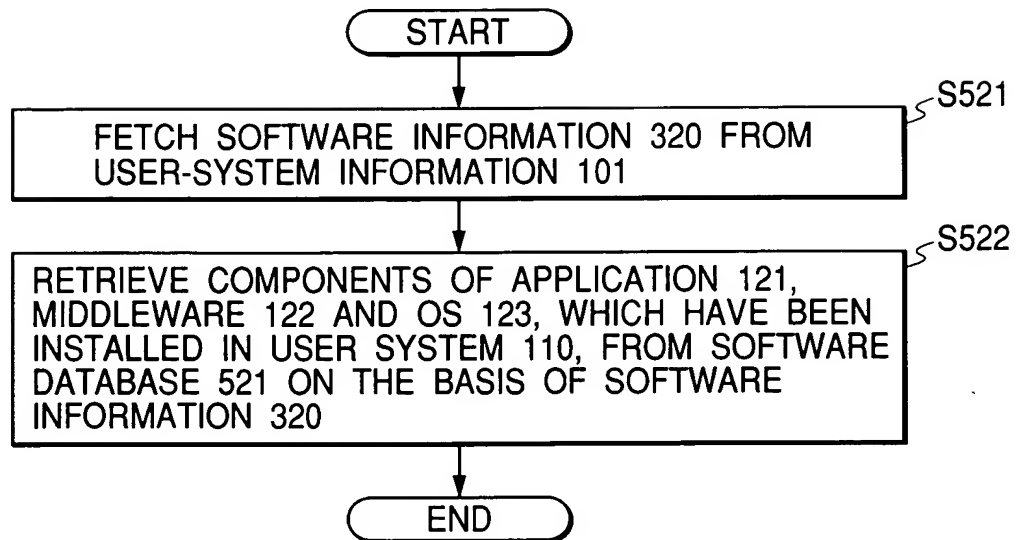 START
S521
FETCH SOFTWARE INFORMATION 320 FROM
USER-SYSTEM INFORMATION 101
S522
RETRIEVE COMPONENTS OF APPLICATION 121,
MIDDLEWARE 122 AND OS 123, WHICH HAVE BEEN
INSTALLED IN USER SYSTEM 110, FROM SOFTWARE
DATABASE 521 ON THE BASIS OF SOFTWARE
INFORMATION 320
END